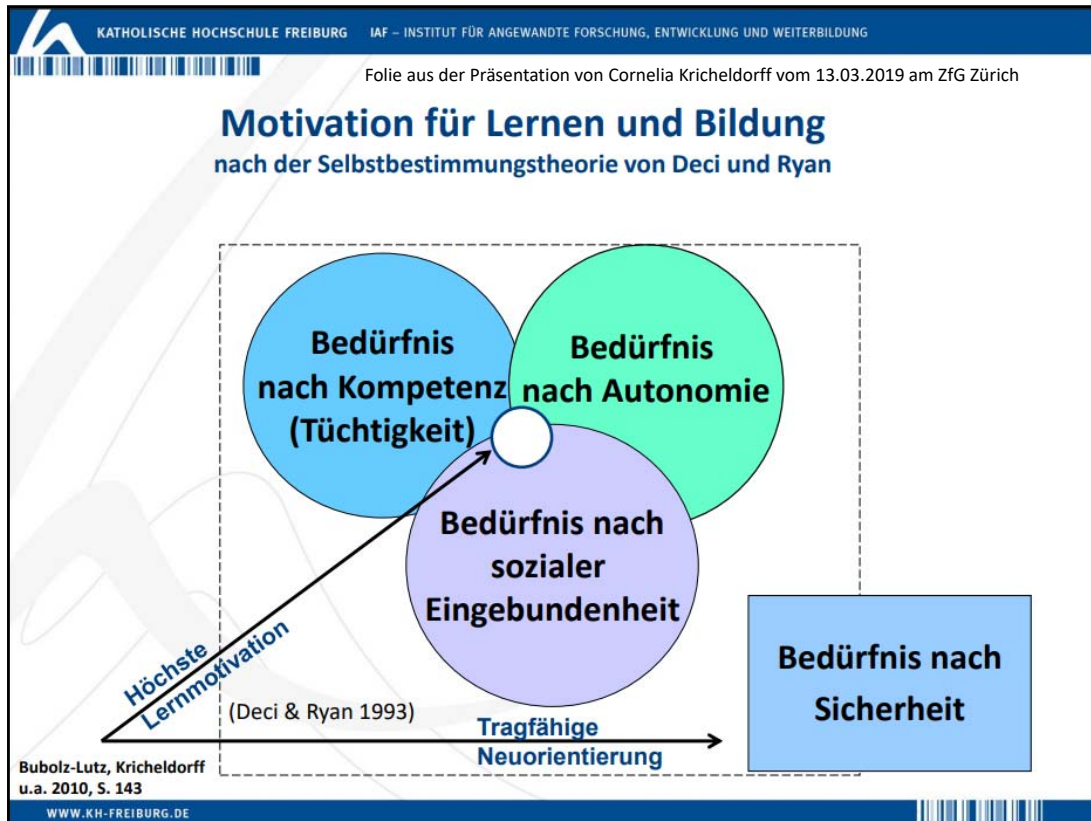 KATHOLISCHE HOCHSCHULE FREIBURG IAF – INSTITUT FÜR ANGEWANDTE FORSCHUNG, ENTWICKLUNG UND WEITERBILDUNG
Folie aus der Präsentation von Cornelia Kricheldorff vom 13.03.2019 am ZfG Zürich
Motivation für Lernen und Bildung
nach der Selbstbestimmungstheorie von Deci und Ryan
Bedürfnis
nach Kompetenz
(Tüchtigkeit)
Bedürfnis
nach Autonomie
Bedürfnis nach
sozialer
Eingebundenheit
Bedürfnis nach
Sicherheit
Höchste
Lernmotivation
(Deci & Ryan 1993)
Tragfähige
Neuorientierung
Bubolz-Lutz, Kricheldorff
u.a. 2010, S. 143
WWW.KH-FREIBURG.DE